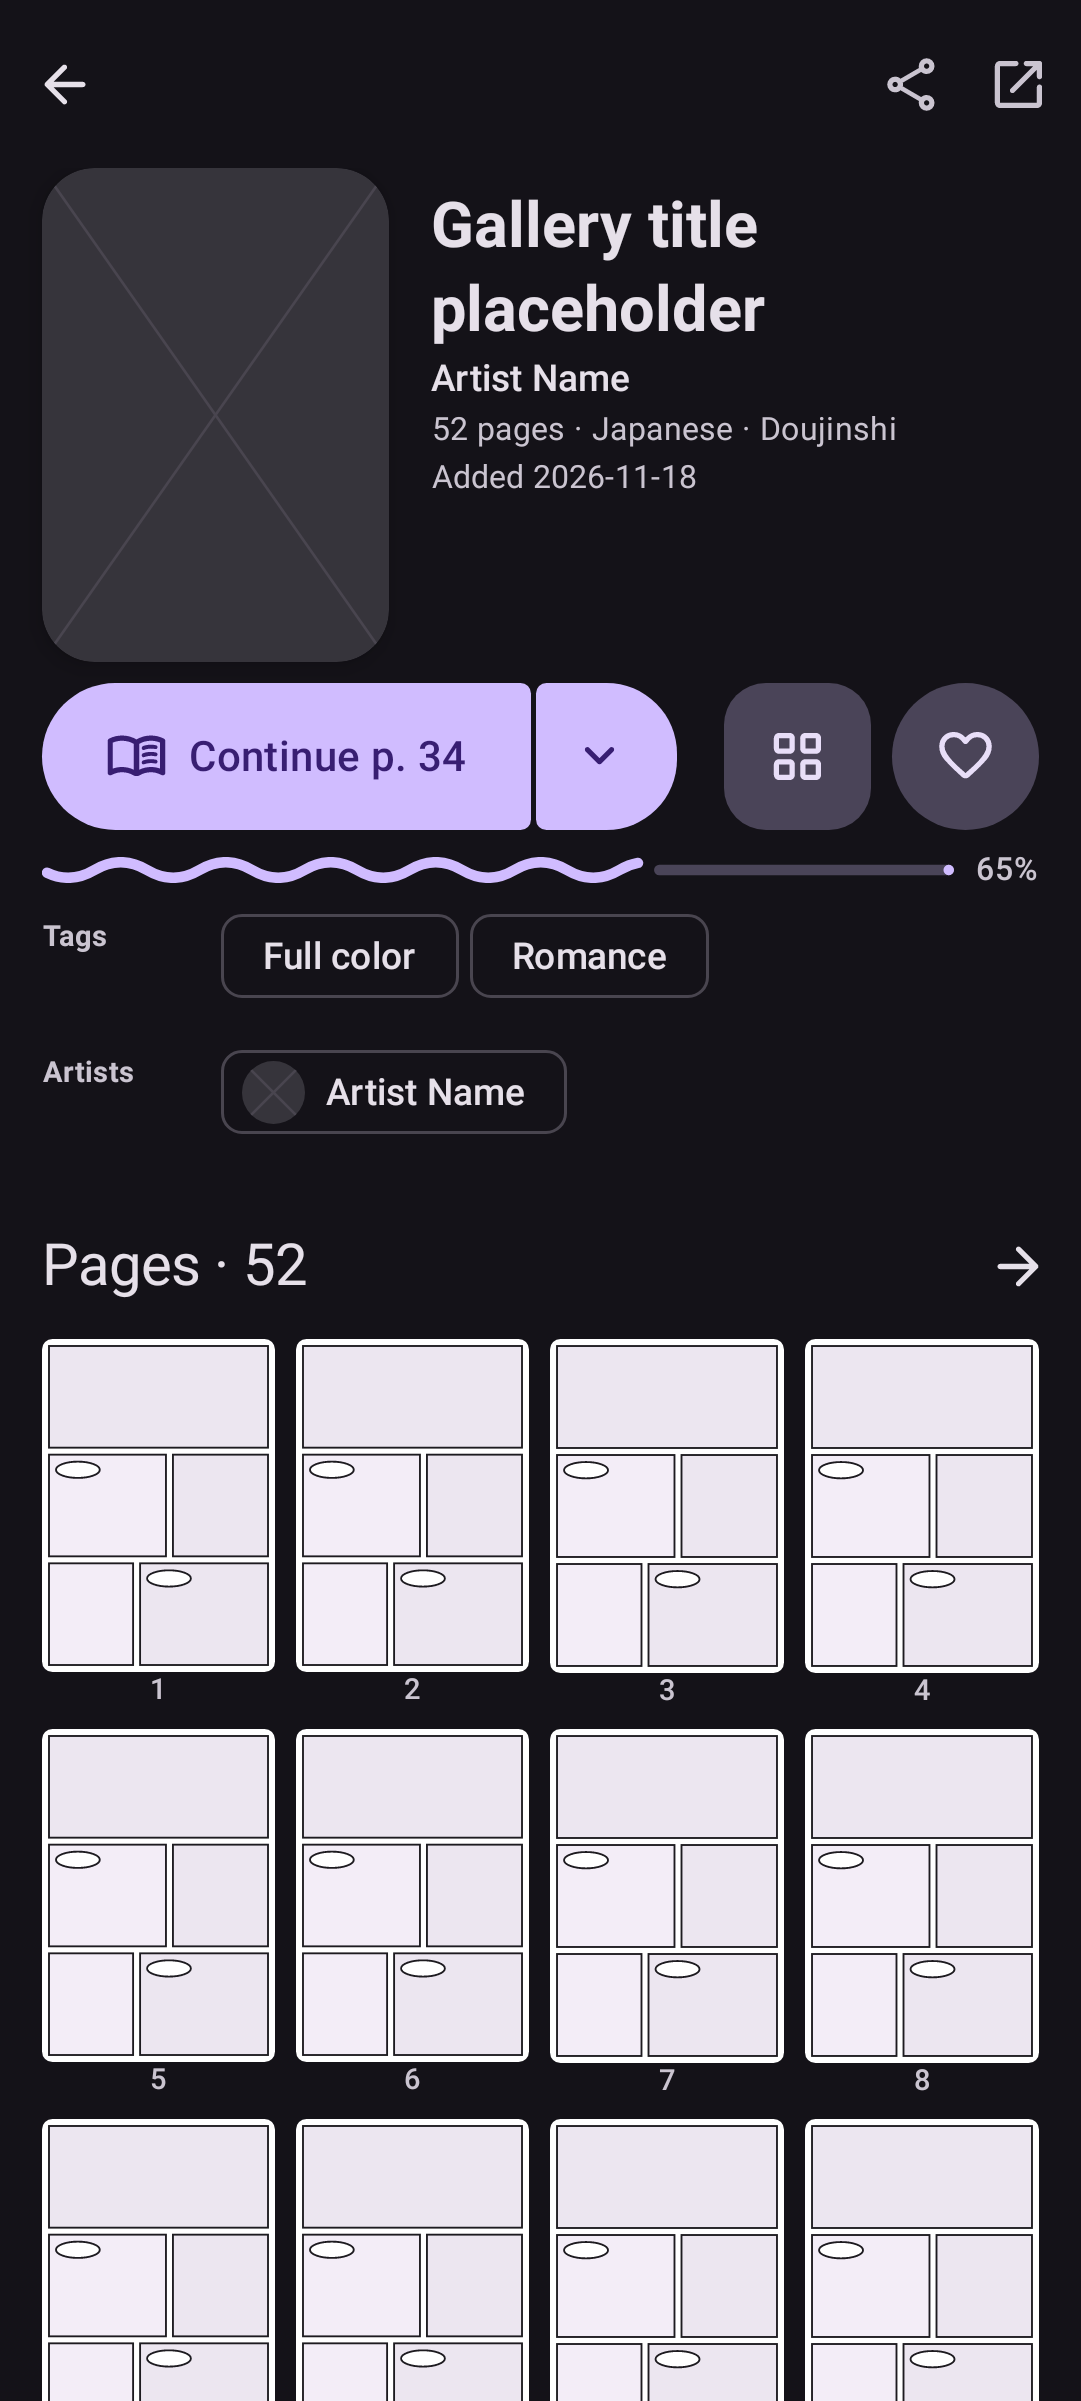 Gallery title
placeholder
Artist Name
52 pages · Japanese · Doujinshi
Added 2026-11-18
Continue p. 34
65%
Tags
Full color
Romance
Artists
Artist Name
Pages · 52
1
2
3
4
5
6
7
8